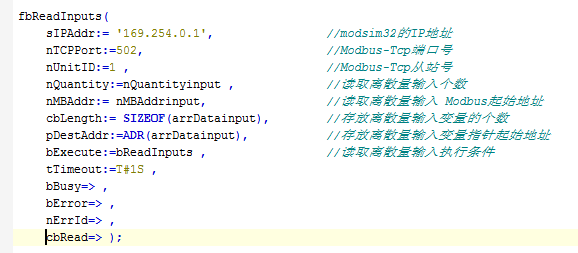 fbReadInputs(
sIPAddr:= '169.254.0.1', //modsim32的IP地址
nTCPPort:=502, //Modbus-Tcp端口号
nUnitID:=1 , //Modbus-Tcp从站号
nQuantity:=nQuantityinput , //读取离散量输入个数
nMBAddr:= nMBAddrinput, //读取离散量输入 Modbus起始地址
cbLength:= SIZEOF(arrDatainput), //存放离散量输入变量的个数
pDestAddr:=ADR(arrDatainput), //存放离散量输入变量指针起始地址
bExecute:=bReadInputs , //读取离散量输入执行条件
tTimeout:=T#1S ,
bBusy=> ,
bError=> ,
nErrId=> ,
cbRead=> );